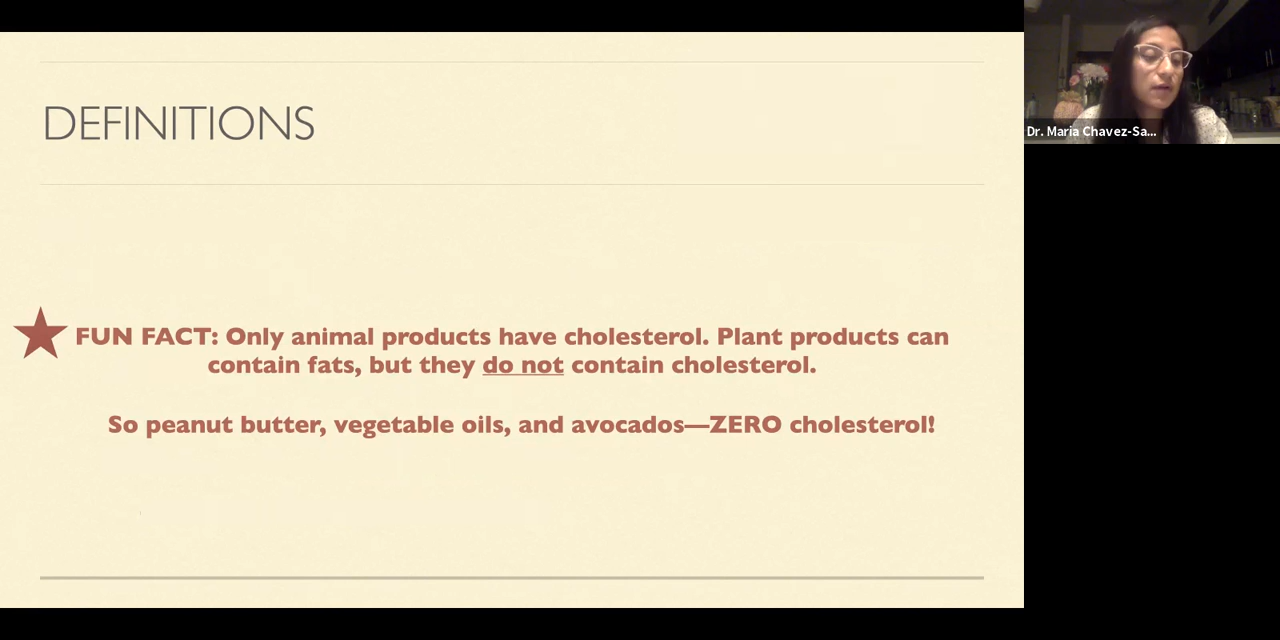 DEFINITIONS
FUN FACT: Only animal products have cholesterol. Plant products can
contain fats, but they do not contain cholesterol.
So peanut butter, vegetable oils, and avocados—ZERO cholesterol!
Dr. Maria Chavez-Sa...